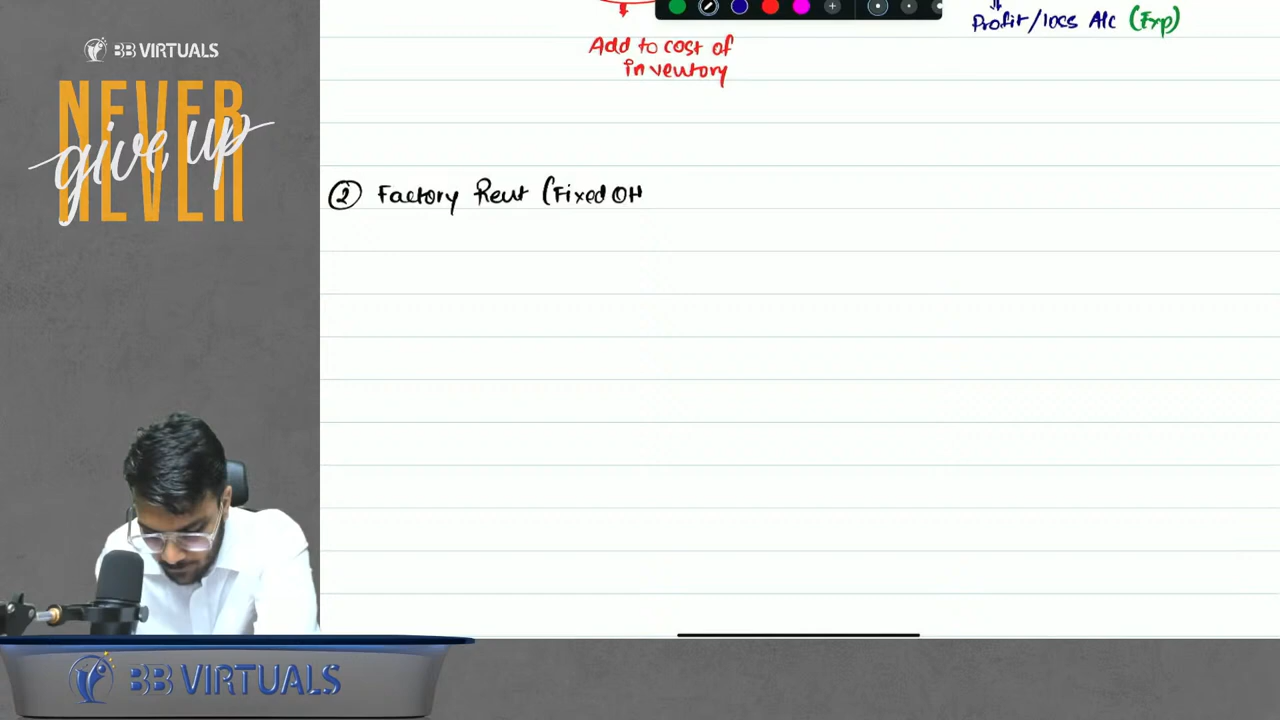 BB VIRTUALS
NEVER
give up
NEVER
Add to cost of
inventory
Profit/loss A/c (Exp)
② Factory Rent (Fixed OH
BB VIRTUALS